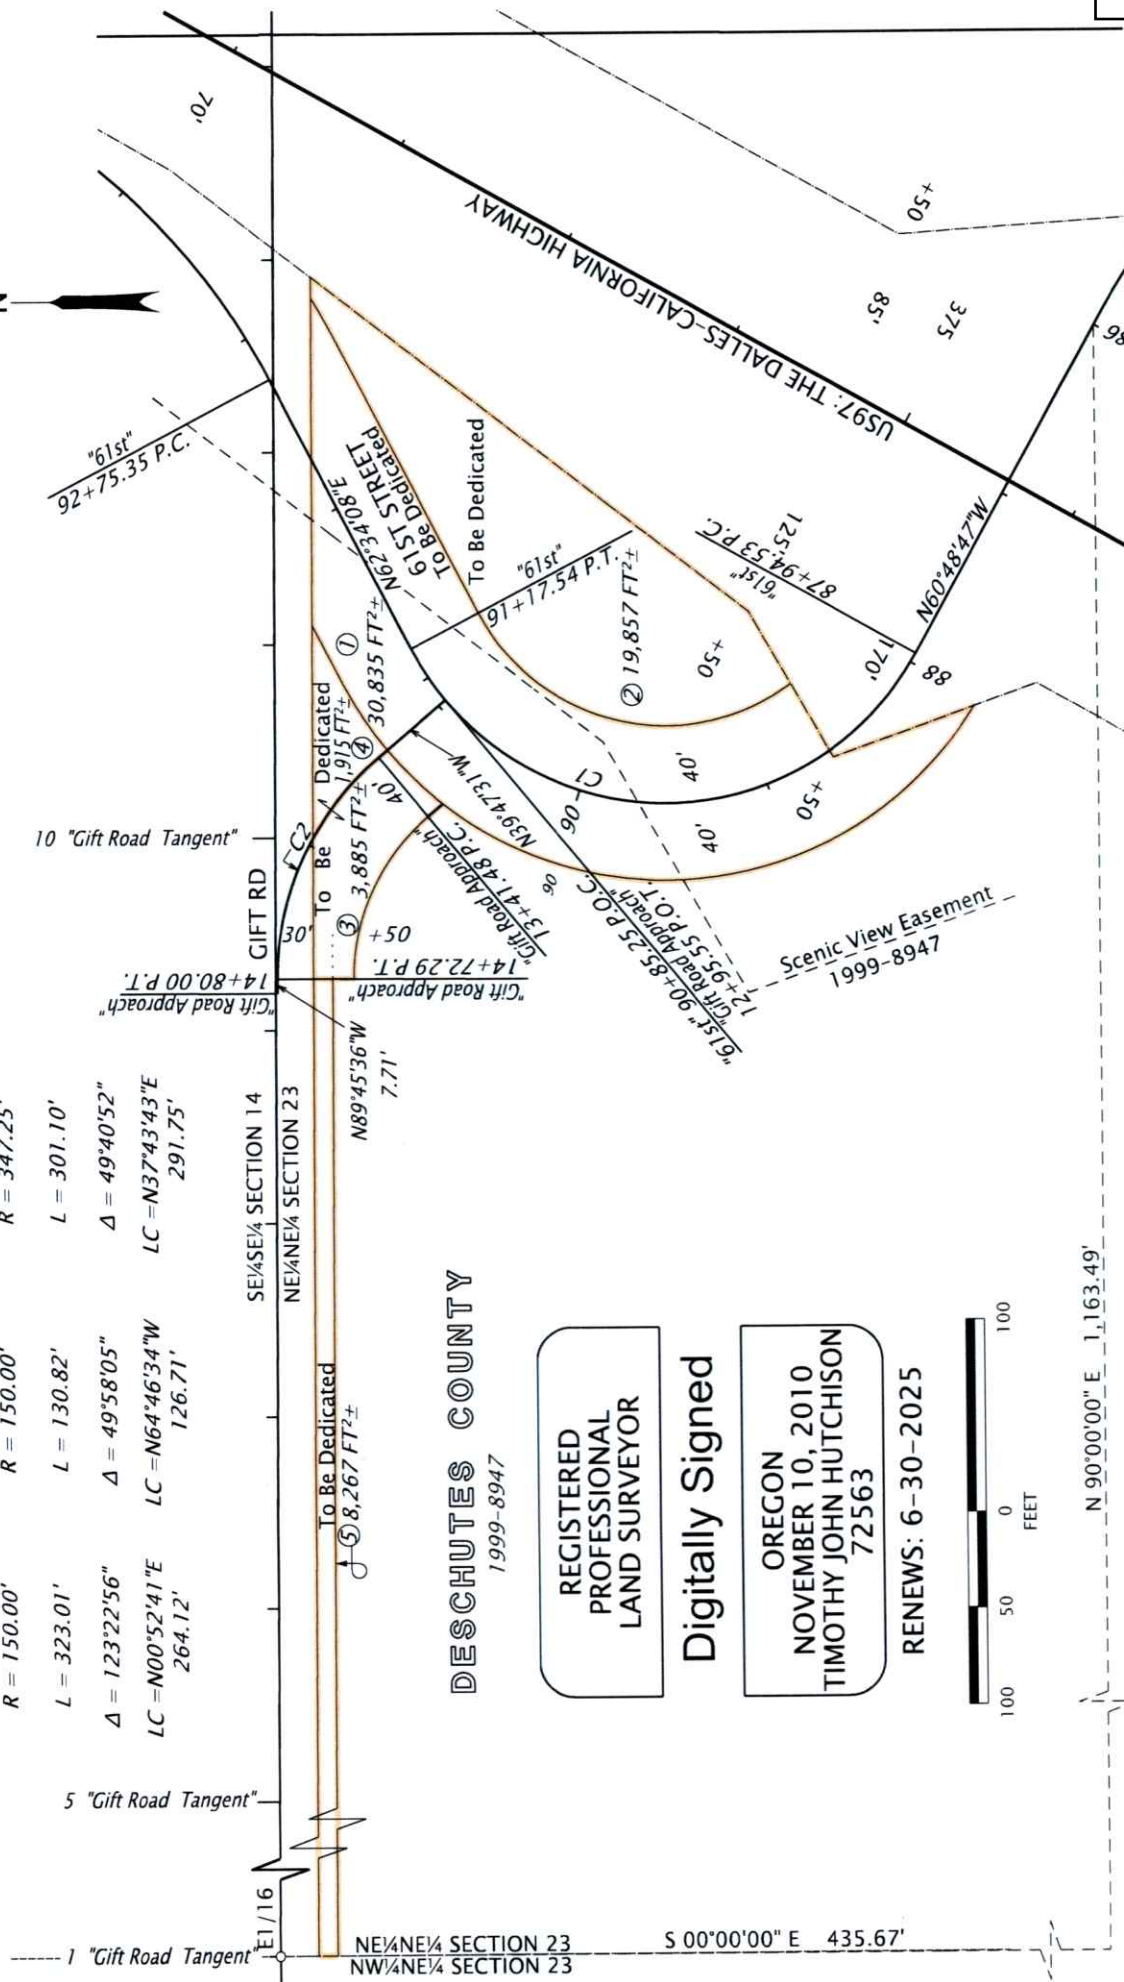 70'
"61st"
92+75.35 P.C.
US97: THE DALLES-CALIFORNIA HIGHWAY
+50
85'
375
N62°34'08"E
61ST STREET
To Be Dedicated
To Be Dedicated
"61st"
91+17.54 P.T.
① 30,835 FT²±
② 19,857 FT²±
+50
125'
"61st"
87+94.53 P.C.
N60°48'47"W
170'
88
86
To Be Dedicated
1,915 FT²±
④
③ 3,885 FT²±
40'
C2
30'
+50
10 "Gift Road Tangent"
GIFT RD
"Gift Road Approach"
14+80.00 P.T.
"Gift Road Approach"
14+72.29 P.T.
N39°47'31"W
"Gift Road Approach"
13+41.48 P.C.
90
90
C1
40'
40'
+50
"61st" 90+85.25 P.O.C.
"Gift Road Approach"
12+95.55 P.O.T.
Scenic View Easement
1999-8947
N89°45'36"W
7.71'
R = 150.00'
L = 323.01'
Δ = 123°22'56"
LC =N00°52'41"E
264.12'
R = 150.00'
L = 130.82'
Δ = 49°58'05"
LC =N64°46'34"W
126.71'
R = 347.25'
L = 301.10'
Δ = 49°40'52"
LC =N37°43'43"E
291.75'
SE¼SE¼ SECTION 14
NE¼NE¼ SECTION 23
To Be Dedicated
⑤ 8,267 FT²±
DESCHUTES COUNTY
1999-8947
REGISTERED
PROFESSIONAL
LAND SURVEYOR
Digitally Signed
OREGON
NOVEMBER 10, 2010
TIMOTHY JOHN HUTCHISON
72563
RENEWS: 6-30-2025
100 50 0 100
FEET
N 90°00'00" E 1,163.49'
5 "Gift Road Tangent"
E1/16
1 "Gift Road Tangent"
NE¼NE¼ SECTION 23
NW¼NE¼ SECTION 23
S 00°00'00" E 435.67'